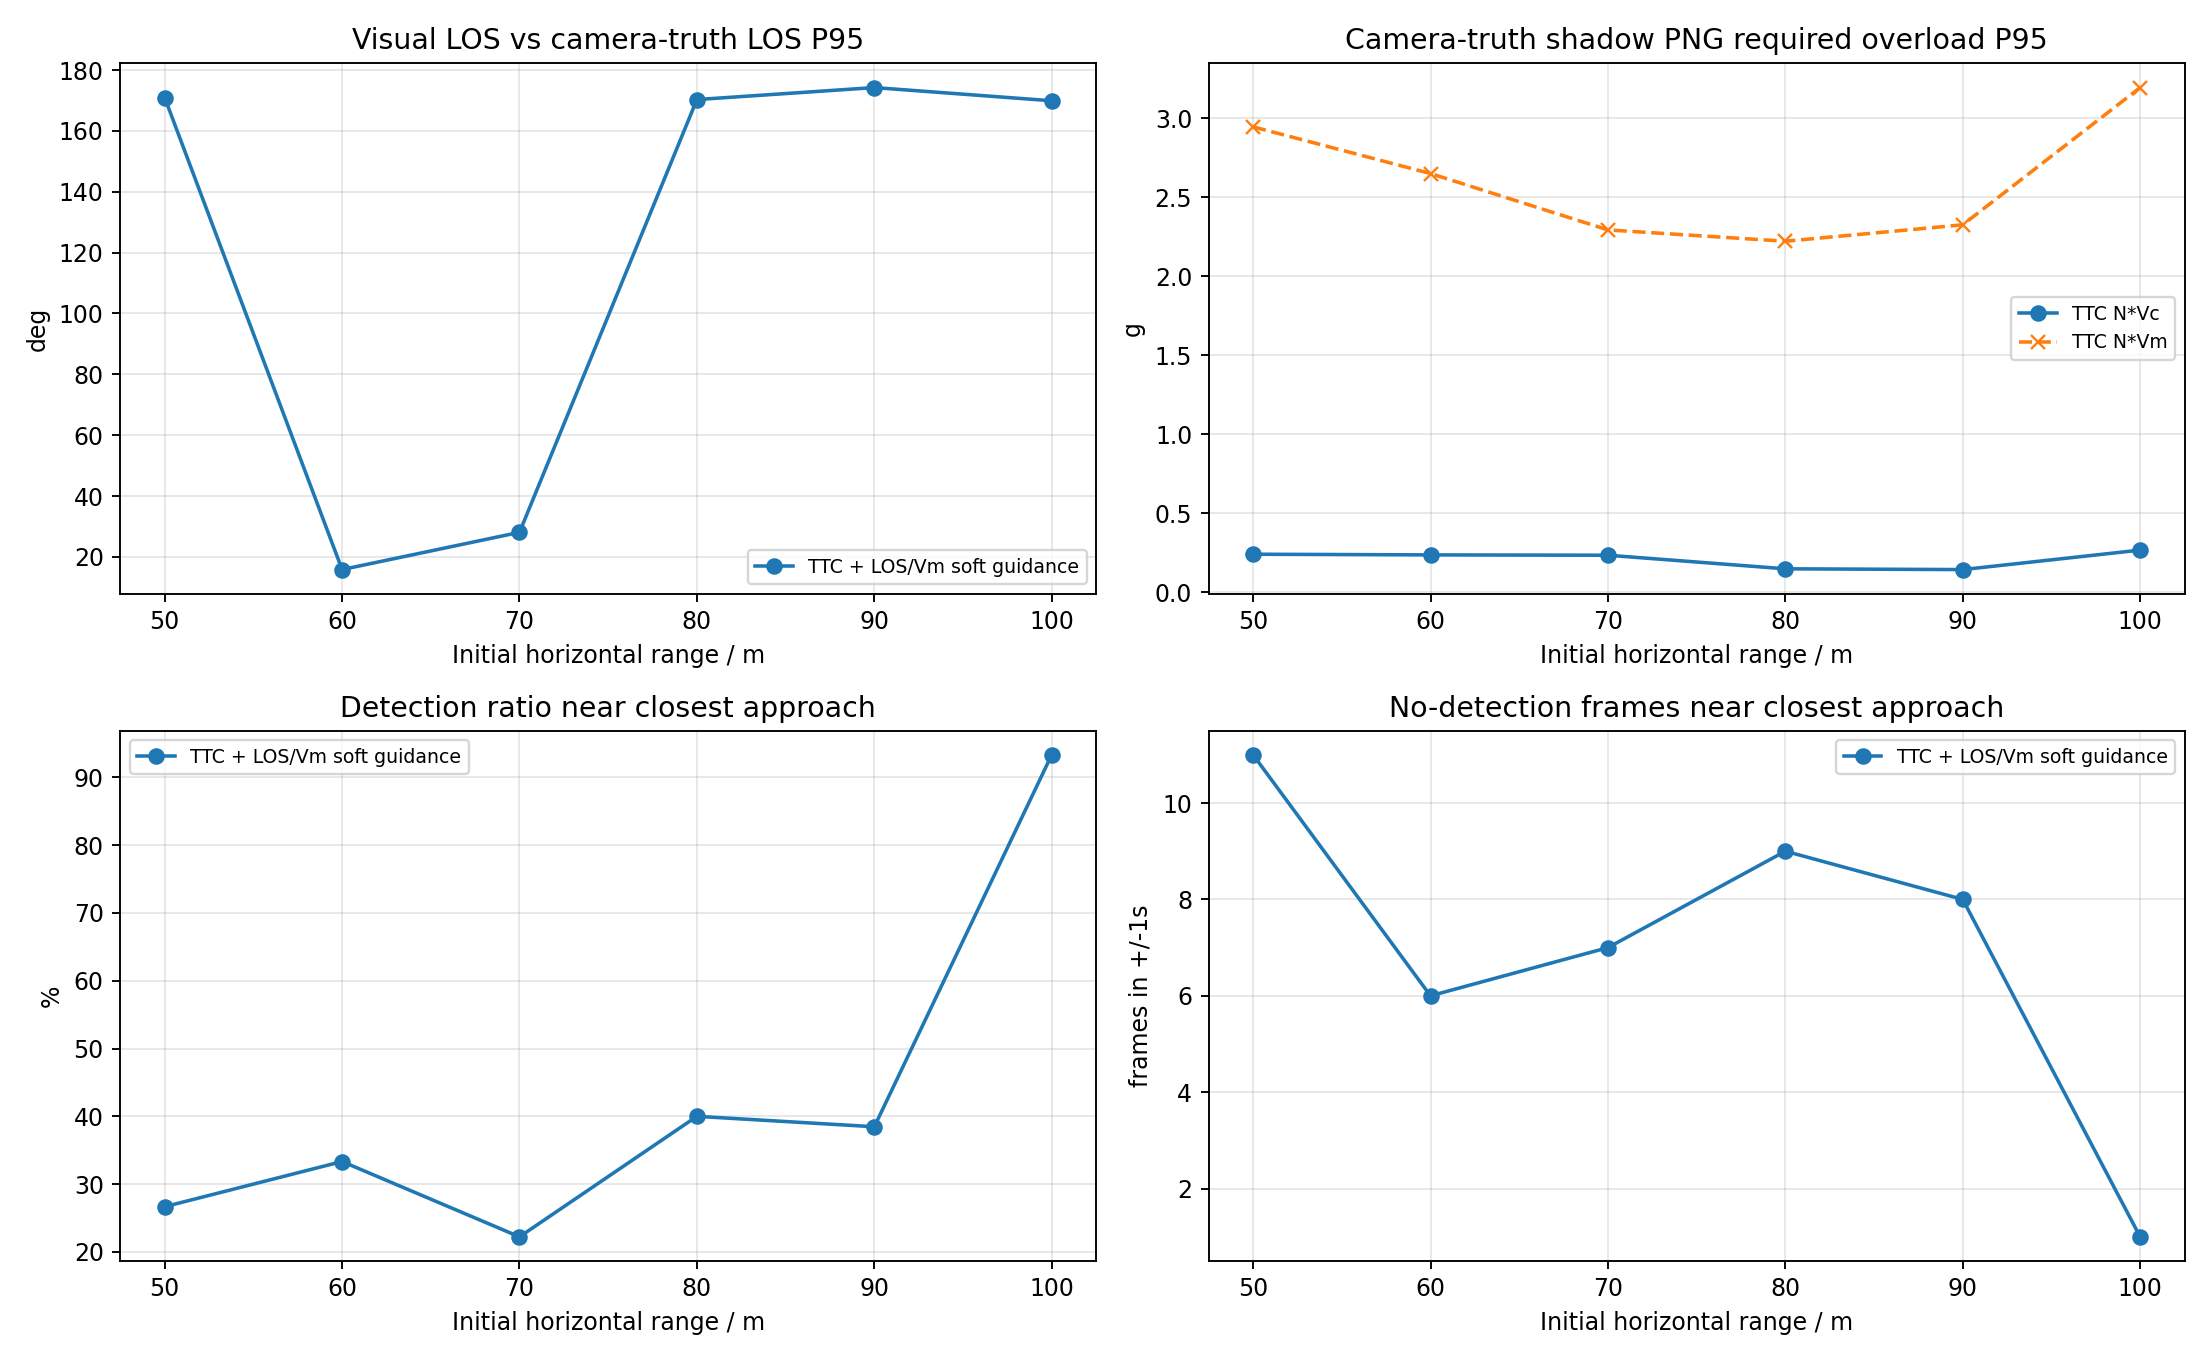 Visual LOS vs camera-truth LOS P95
180
160
140
120
100
80
60
40
20
deg
50 60 70 80 90 100
Initial horizontal range / m
TTC + LOS/Vm soft guidance
Camera-truth shadow PNG required overload P95
3.0
2.5
2.0
1.5
1.0
0.5
0.0
g
50 60 70 80 90 100
Initial horizontal range / m
TTC N*Vc
TTC N*Vm
Detection ratio near closest approach
TTC + LOS/Vm soft guidance
90
80
70
60
50
40
30
20
%
50 60 70 80 90 100
Initial horizontal range / m
No-detection frames near closest approach
TTC + LOS/Vm soft guidance
10
8
6
4
2
frames in +/-1s
50 60 70 80 90 100
Initial horizontal range / m